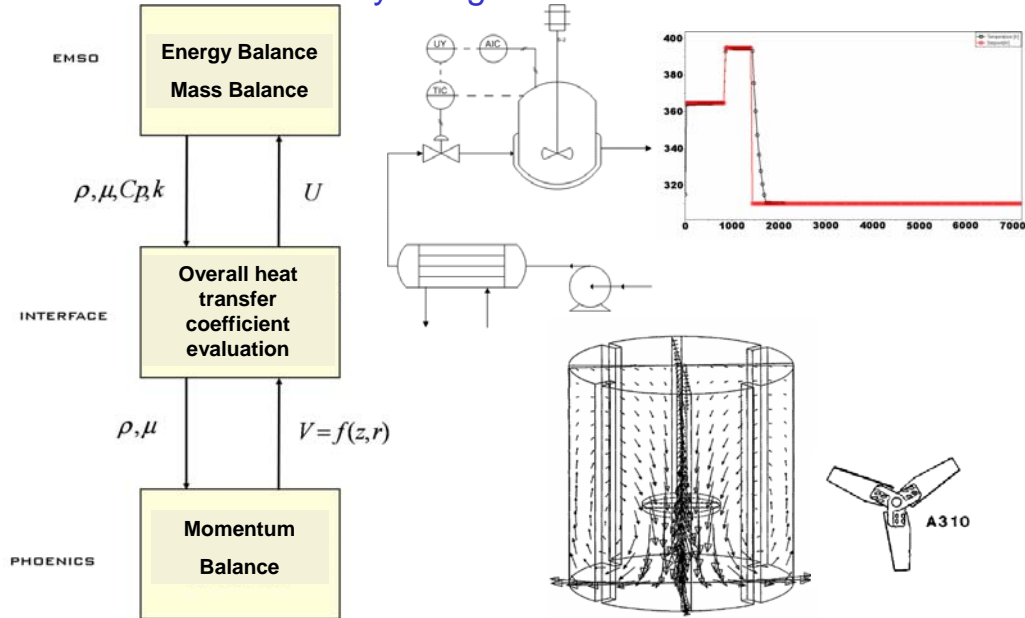 EMSO
Energy Balance
Mass Balance
ρ,μ,Cp,k
U
INTERFACE
Overall heat
transfer
coefficient
evaluation
ρ,μ
V=f(z,r)
PHOENICS
Momentum
Balance
UY
AIC
TIC
400
380
360
340
320
0
1000
2000
3000
4000
5000
6000
7000
Temperature [K]
A310